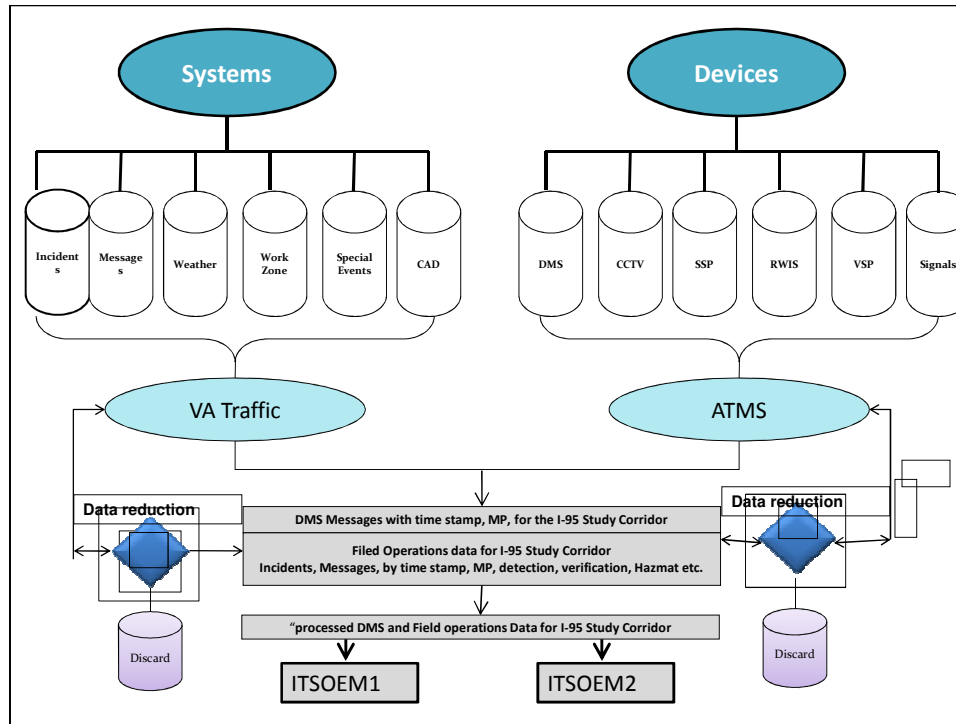 Systems
Devices
Incident
s
Message
s
Weather
Work
Zone
Special
Events
CAD
DMS
CCTV
SSP
RWIS
VSP
Signals
VA Traffic
ATMS
Data reduction
Data reduction
DMS Messages with time stamp, MP, for the I-95 Study Corridor
Filed Operations data for I-95 Study Corridor
Incidents, Messages, by time stamp, MP, detection, verification, Hazmat etc.
“processed DMS and Field operations Data for I-95 Study Corridor
Discard
Discard
ITSOEM1
ITSOEM2